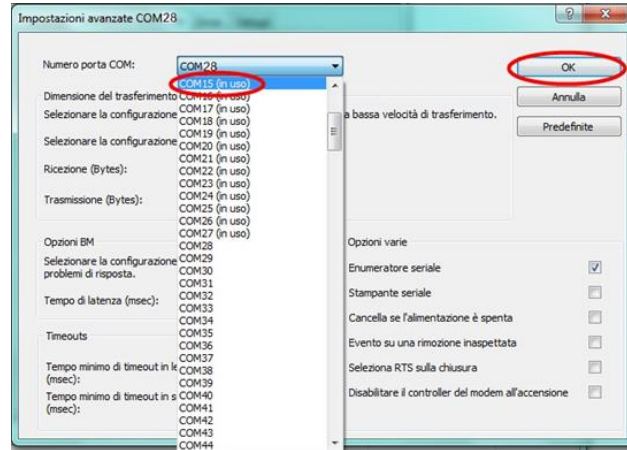 Impostazioni avanzate COM28
Numero porta COM:
COM28
OK
Annulla
Predefinite
Dimensione del trasferimento
Selezionare la configurazione
a bassa velocità di trasferimento.
Selezionare la configurazione
Ricezione (Bytes):
Trasmissione (Bytes):
COM15 (in uso)
COM16 (in uso)
COM17 (in uso)
COM18 (in uso)
COM19 (in uso)
COM20 (in uso)
COM21 (in uso)
COM22 (in uso)
COM23 (in uso)
COM24 (in uso)
COM25 (in uso)
COM26 (in uso)
COM27 (in uso)
COM28
COM29
COM30
COM31
COM32
COM33
COM34
COM35
COM36
COM37
COM38
COM39
COM40
COM41
COM42
COM43
COM44
Opzioni BM
Selezionare la configurazione
problemi di risposta.
Tempo di latenza (msec):
Timeouts
Tempo minimo di timeout in le
(msec):
Tempo minimo di timeout in s
(msec):
Opzioni varie
Enumeratore seriale
Stampante seriale
Cancella se l'alimentazione è spenta
Evento su una rimozione inaspettata
Seleziona RTS sulla chiusura
Disabilitare il controller del modem all'accensione